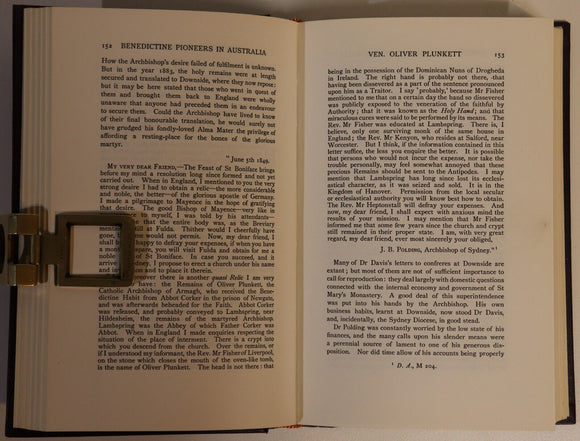 152 BENEDICTINE PIONEERS IN AUSTRALIA
How the Archbishop's desire failed of fulfilment is unknown.
But in the year 1883, the holy remains were at length
secured and translated to Downside, where they now repose:
but it may be here stated that those who went in quest of
them and brought them back to England were wholly
unaware that anyone had preceded them in an endeavour
to secure them. Could the Archbishop have lived to know
of their final honourable translation, he would surely not
have grudged his fondly-loved Alma Mater the privilege of
affording a resting-place for the bones of the glorious
martyr.
"June 5th 1849.
MY VERY DEAR FRIEND,—The Feast of St Boniface brings
before my mind a resolution long since formed and not yet
carried out. When in England, I mentioned to you the very
strong desire I had to obtain a relic—the more considerable
and noble, the better—of the glorious apostle of Germany.
I made a pilgrimage to Mayence in the hope of gratifying
that desire. The good Bishop of Mayence—very like in
to myself, I was told by his attendants—
me that the entire body was, as the Breviary
still at Fulda. Thither would I cheerfully have
he would not permit. Now, my dear friend, I
shall happy to defray your expenses, if when you have
a mo you will visit Fulda and obtain for me a
noble of St Boniface. In case you succeed, and it
arrive Sydney, I propose to erect a church under his name
and in and to place it therein.
there is another quasi Relic I am very
have: the Remains of Oliver Plunkett, the
Catholic Archbishop of Armagh, who received the Benedictine
Habit from Abbot Corker in the prison of Newgate,
and was afterwards beheaded for the Faith. Abbot Corker
was released, and probably conveyed to Lambspring, near
Hildesheim, the remains of the martyred Archbishop.
Lambspring was the Abbey of which Father Corker was
Abbot. When in England I made enquiries respecting the
situation of the place of interment. There is a crypt into
which you descend from the church. Over the remains, or
if I understood my informant, the Rev. Mr Fisher of Liverpool,
on the stone which closes the mouth of the oven-like tomb,
is the name of Oliver Plunkett. The head is not there: that
VEN. OLIVER PLUNKETT 153
being in the possession of the Dominican Nuns of Drogheda
in Ireland. The right hand is probably not there, that
having been dissevered as a part of the sentence pronounced
upon him as a Traitor. I say 'probably,' because Mr Fisher
mentioned to me that on a certain day the hand so dissevered
was publicly exposed to the veneration of the faithful by
Authority; that it was known as the Holy Hand; and that
miraculous cures were said to be performed by its means. The
Rev. Mr Fisher was educated at Lambspring. There is, I
believe, only one surviving monk of the same house in
England; the Rev. Mr Kenyon, who resides at Salford, near
Worcester. But I think, if the information contained in this
letter suffice, the less you enquire the better. It is possible
that persons who would not incur the expense, nor take the
trouble personally, may feel somewhat annoyed that these
precious Remains should be sent to the Antipodes. I may
mention that Lambspring has long since lost its ecclesiastical
character, as it was seized and sold. It is in the
Kingdom of Hanover. Permission from the local secular
or ecclesiastical authority you will know best how to obtain.
The Rev. Mr Heptonstall will defray your expenses. And
now, my dear friend, I shall expect with anxious mind the
results of your mission. I may mention that Mr Fisher
informed me that some few years since the church and crypt
still remained in their proper state. I am, with very great
regard, my dear friend, ever most sincerely your obliged,
J. B. POLDING, Archbishop of Sydney."¹
Many of Dr Davis's letters to confreres at Downside are
extant; but most of them are not of sufficient importance to
call for reproduction: they deal largely with domestic questions
connected with the internal economy and government of St
Mary's Monastery. A good deal of this superintendence
was put into his hands by the Archbishop. His own
business habits, learnt at Downside, now stood Dr Davis,
and, incidentally, the Sydney Diocese, in good stead.
Dr Polding was constantly worried by the low state of his
finances, and the many calls upon his slender means were
a perennial source of lament to one of his generous disposition.
Nor did time allow of his accounts being properly
¹ D. A., M 204.